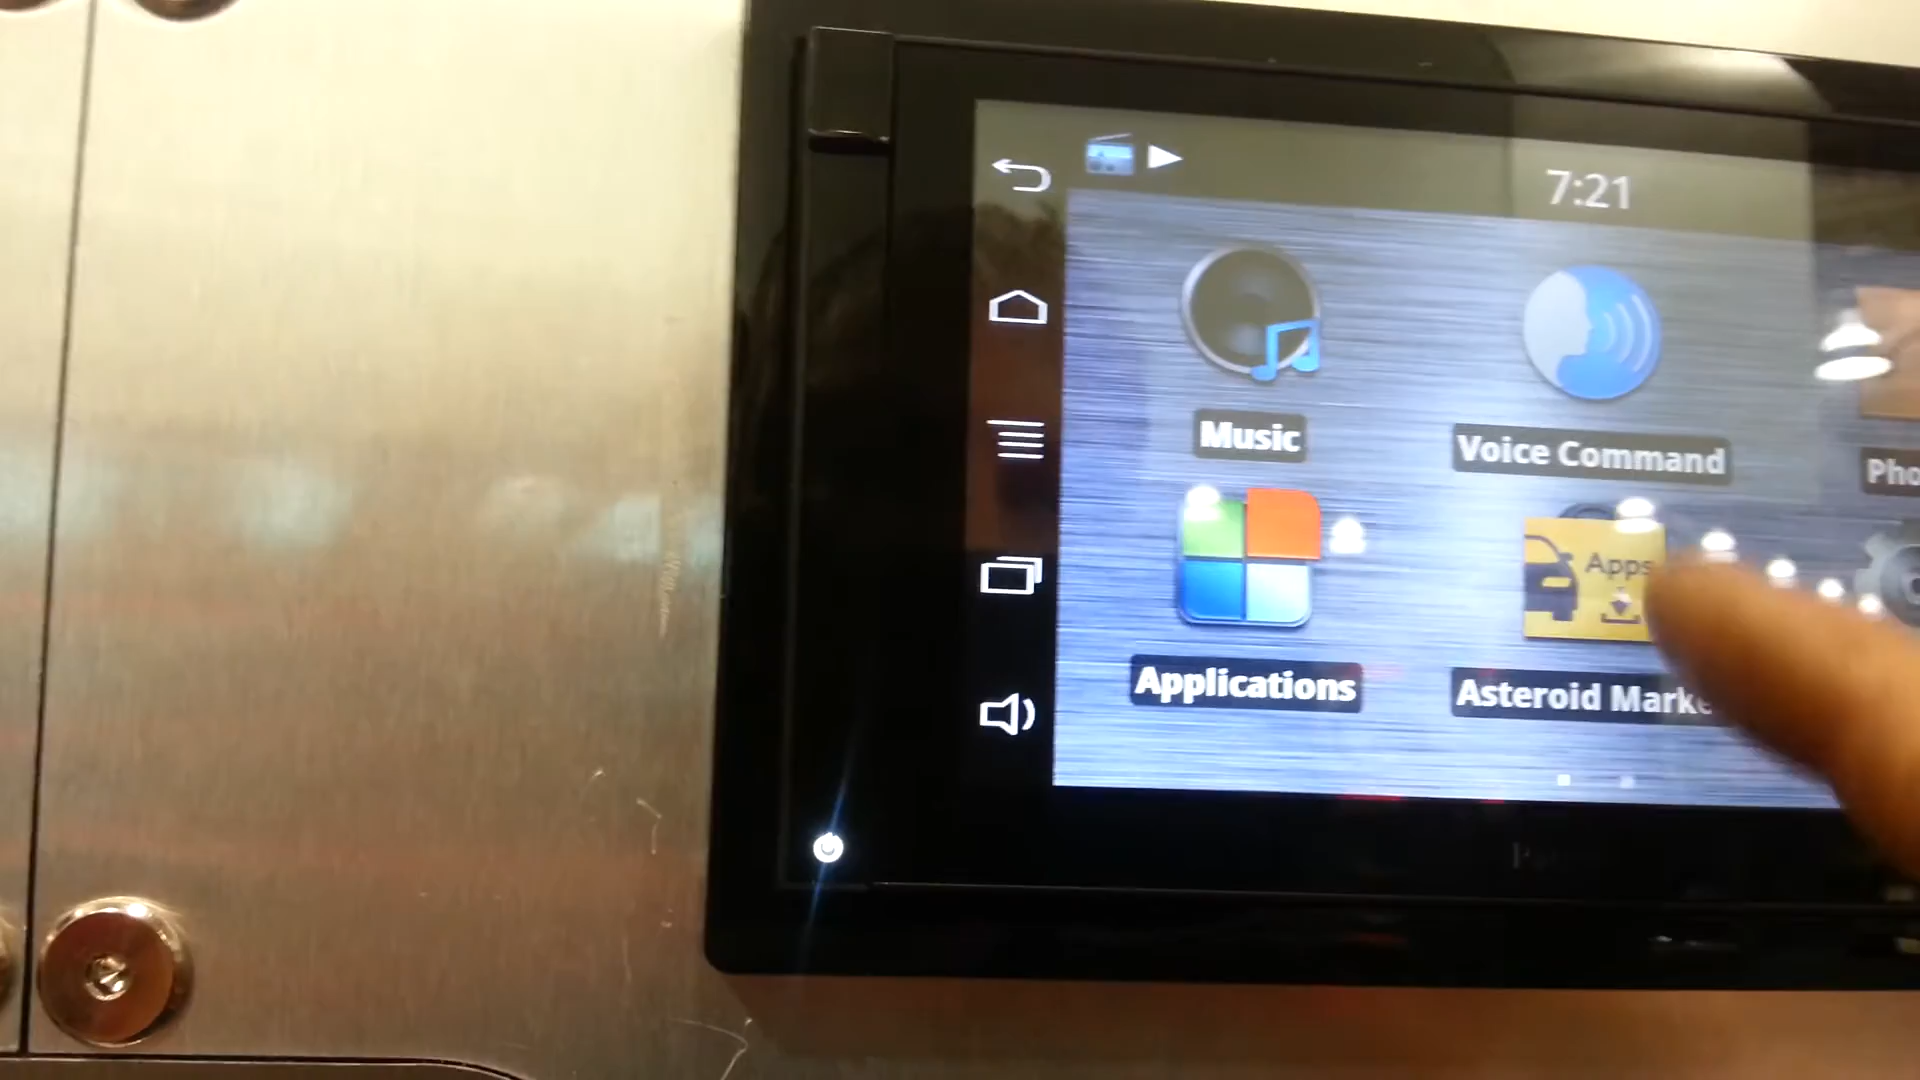 7:21
Music
Voice Command
Pho
Apps
Applications
Asteroid Marke